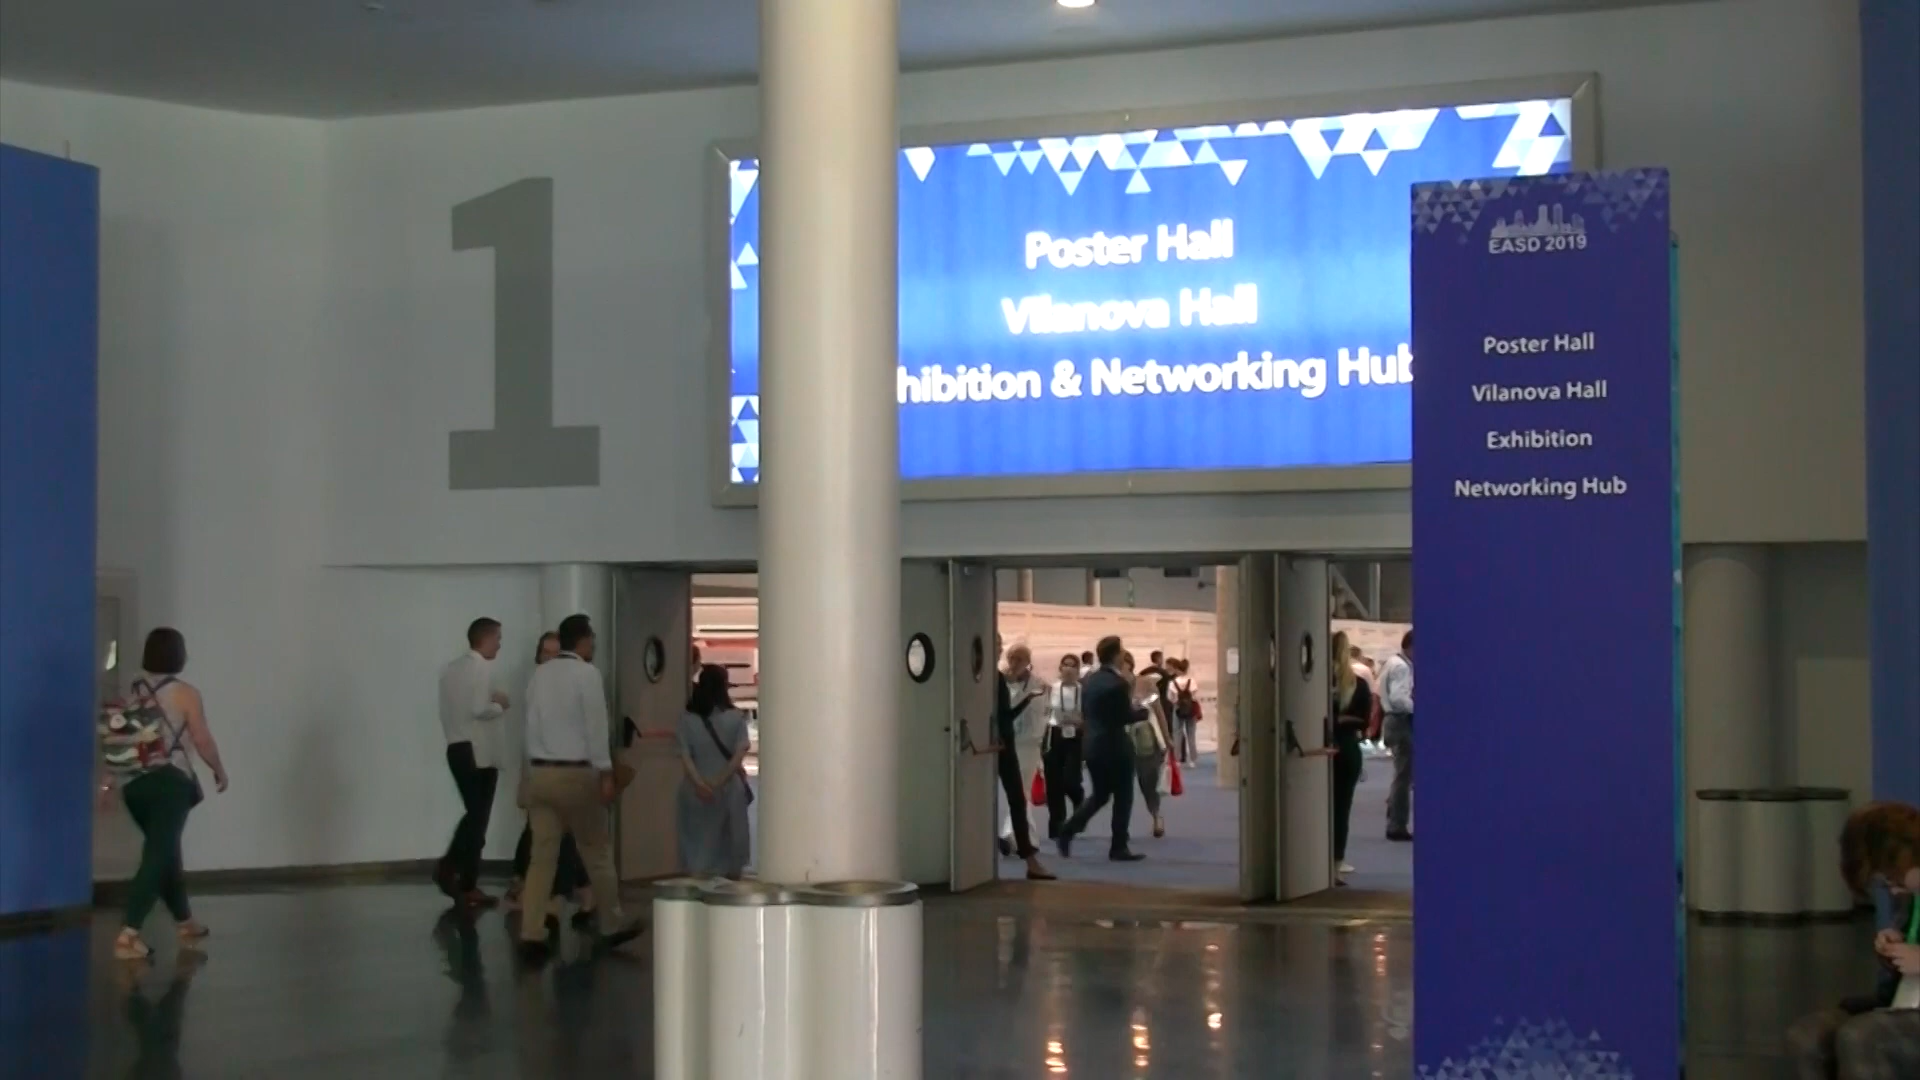 1
Poster Hall
Vilanova Hall
hibition & Networking Hub
EASD 2019
Poster Hall
Vilanova Hall
Exhibition
Networking Hub